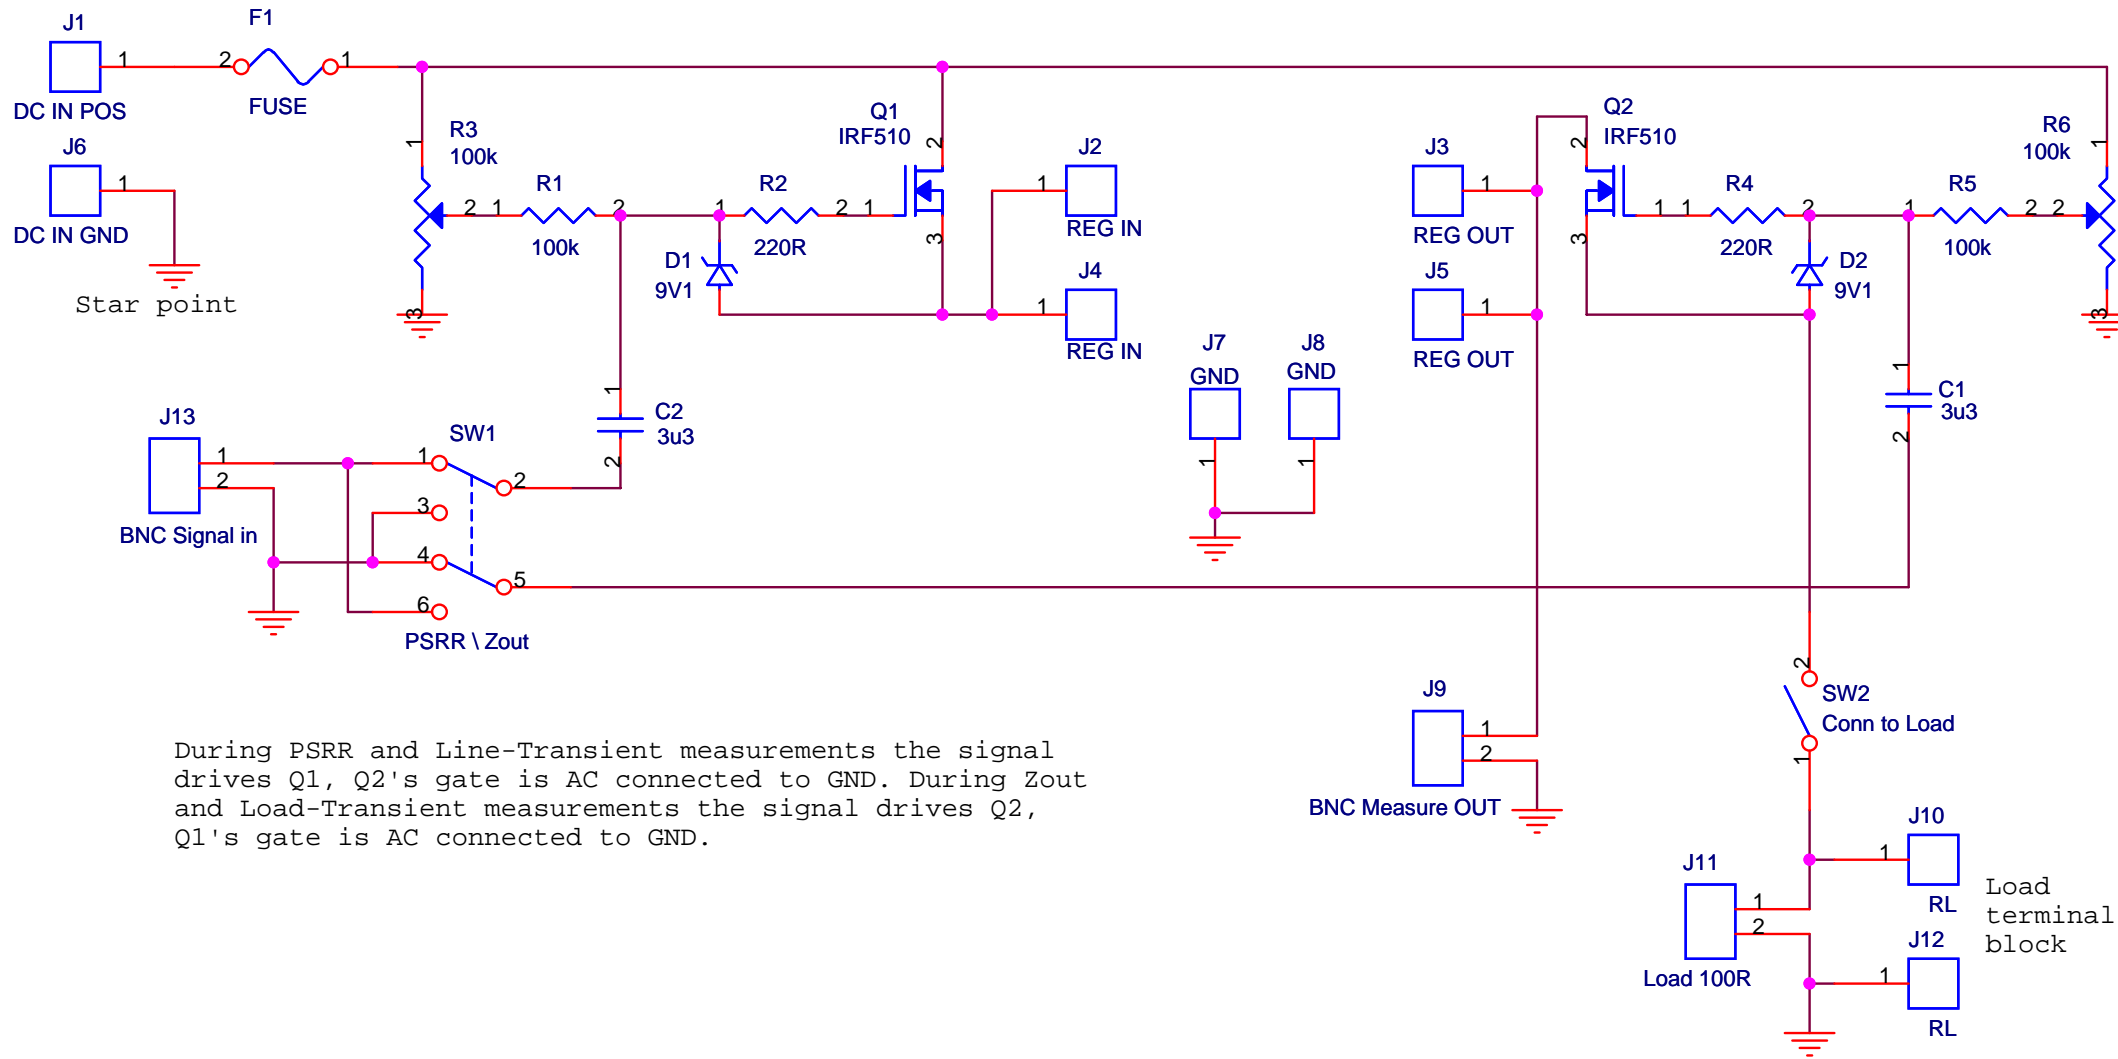 J1
1
DC IN POS
F1
2
1
FUSE
J6
1
DC IN GND
Star point
R3
100k
1
2
3
R1
100k
1
2
R2
220R
1
2
D1
9V1
Q1
IRF510
1
2
3
J2
1
REG IN
J4
1
REG IN
J3
1
REG OUT
J5
1
REG OUT
Q2
IRF510
2
1
3
R4
220R
1
2
D2
9V1
R5
100k
1
2
R6
100k
1
2
3
C2
3u3
1
2
C1
3u3
1
2
J7
GND
1
J8
GND
1
J13
1
2
BNC Signal in
SW1
1
2
3
4
5
6
PSRR \ Zout
During PSRR and Line-Transient measurements the signal
drives Q1, Q2's gate is AC connected to GND. During Zout
and Load-Transient measurements the signal drives Q2,
Q1's gate is AC connected to GND.
J9
1
2
BNC Measure OUT
2
SW2
Conn to Load
1
J11
1
2
Load 100R
J10
1
RL
J12
1
RL
Load
terminal
block